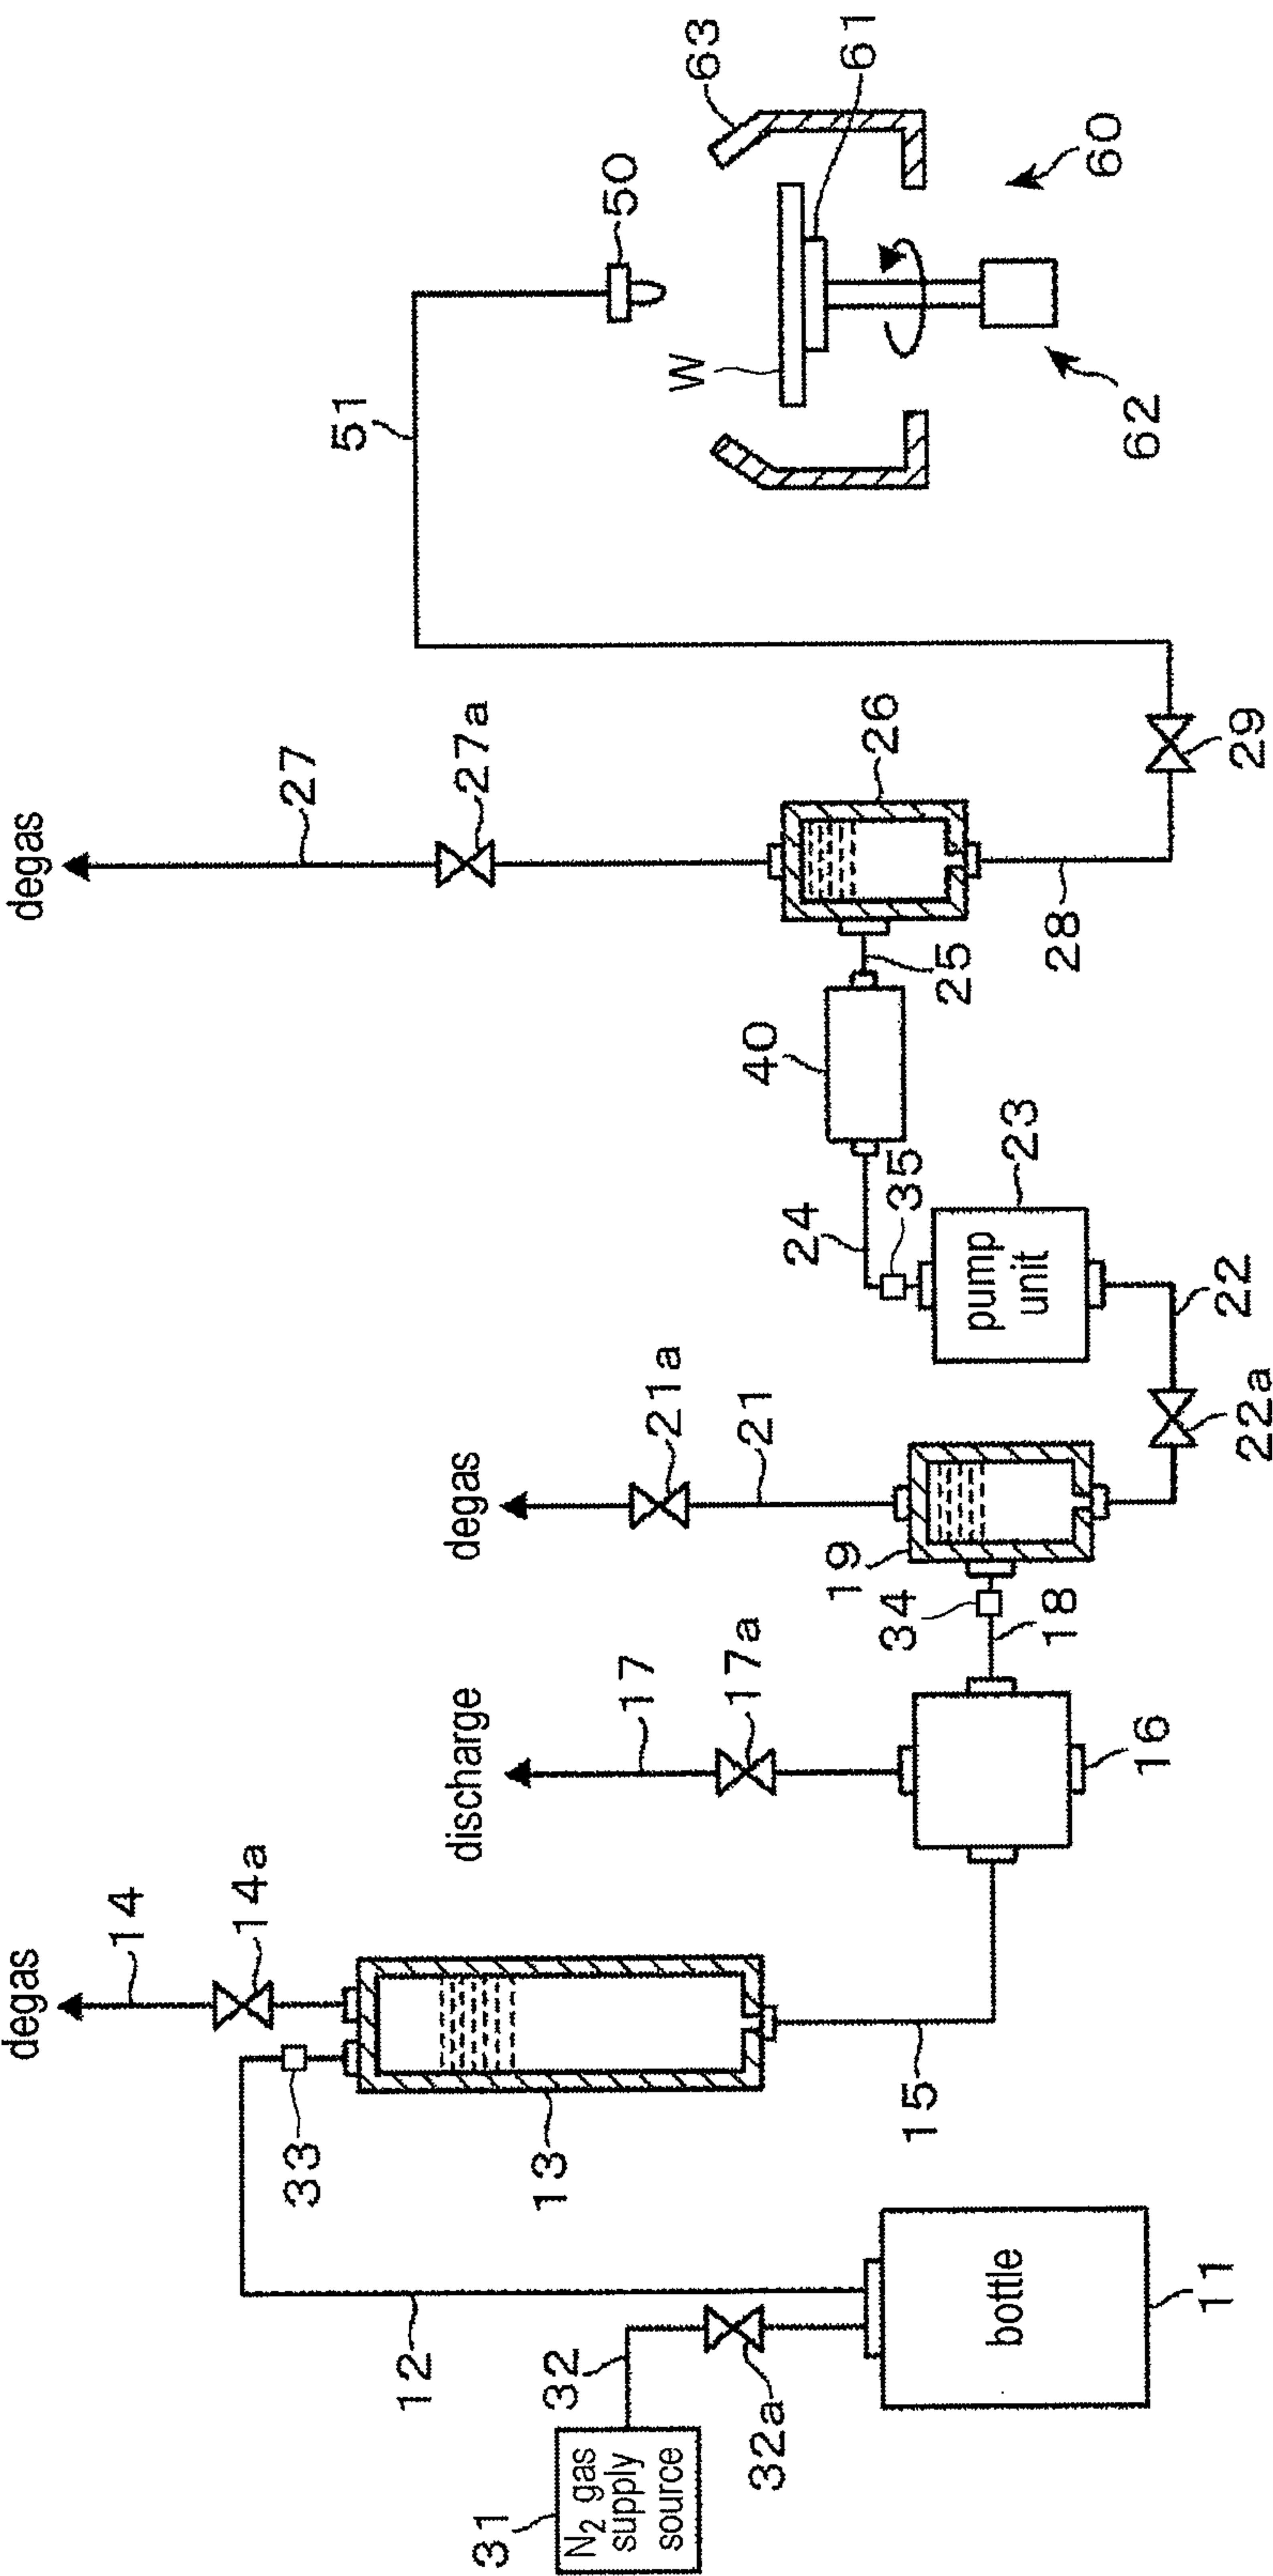 degas
14
14a
33
13
12
15
31
N2 gas
supply
source
32
32a
bottle
11
discharge
17
17a
16
18
34
19
degas
21
21a
22a
22
pump
unit
23
35
24
40
25
26
degas
27
27a
28
29
51
50
W
63
61
60
62